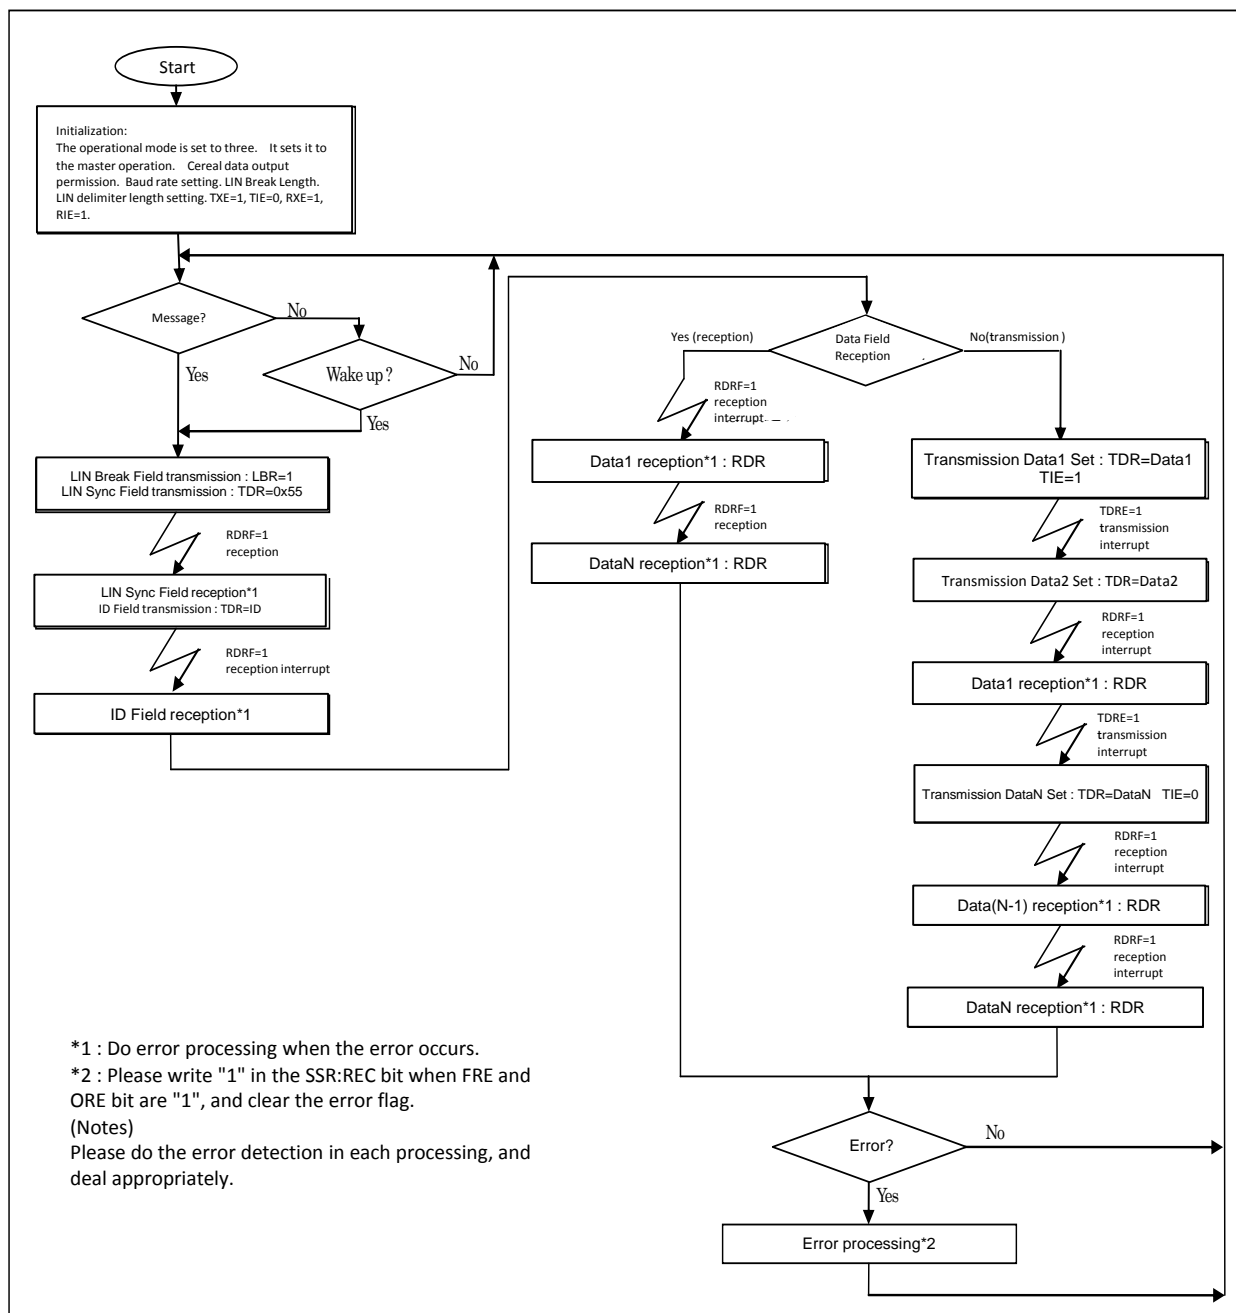 Start
Initialization:
The operational mode is set to three. It sets it to
the master operation. Cereal data output
permission. Baud rate setting. LIN Break Length.
LIN delimiter length setting. TXE=1, TIE=0, RXE=1,
RIE=1.
Message?
No
Yes
Wake up?
No
Yes
LIN Break Field transmission : LBR=1
LIN Sync Field transmission : TDR=0x55
RDRF=1
reception
LIN Sync Field reception*1
ID Field transmission : TDR=ID
RDRF=1
reception interrupt
ID Field reception*1
Data Field
Reception
Yes (reception)
No(transmission )
RDRF=1
reception
interrupt
Data1 reception*1 : RDR
RDRF=1
reception
DataN reception*1 : RDR
Transmission Data1 Set : TDR=Data1
TIE=1
TDRE=1
transmission
interrupt
Transmission Data2 Set : TDR=Data2
RDRF=1
reception
interrupt
Data1 reception*1 : RDR
TDRE=1
transmission
interrupt
Transmission DataN Set : TDR=DataN TIE=0
RDRF=1
reception
interrupt
Data(N-1) reception*1 : RDR
RDRF=1
reception
interrupt
DataN reception*1 : RDR
Error?
No
Yes
Error processing*2
*1 : Do error processing when the error occurs.
*2 : Please write "1" in the SSR:REC bit when FRE and
ORE bit are "1", and clear the error flag.
(Notes)
Please do the error detection in each processing, and
deal appropriately.